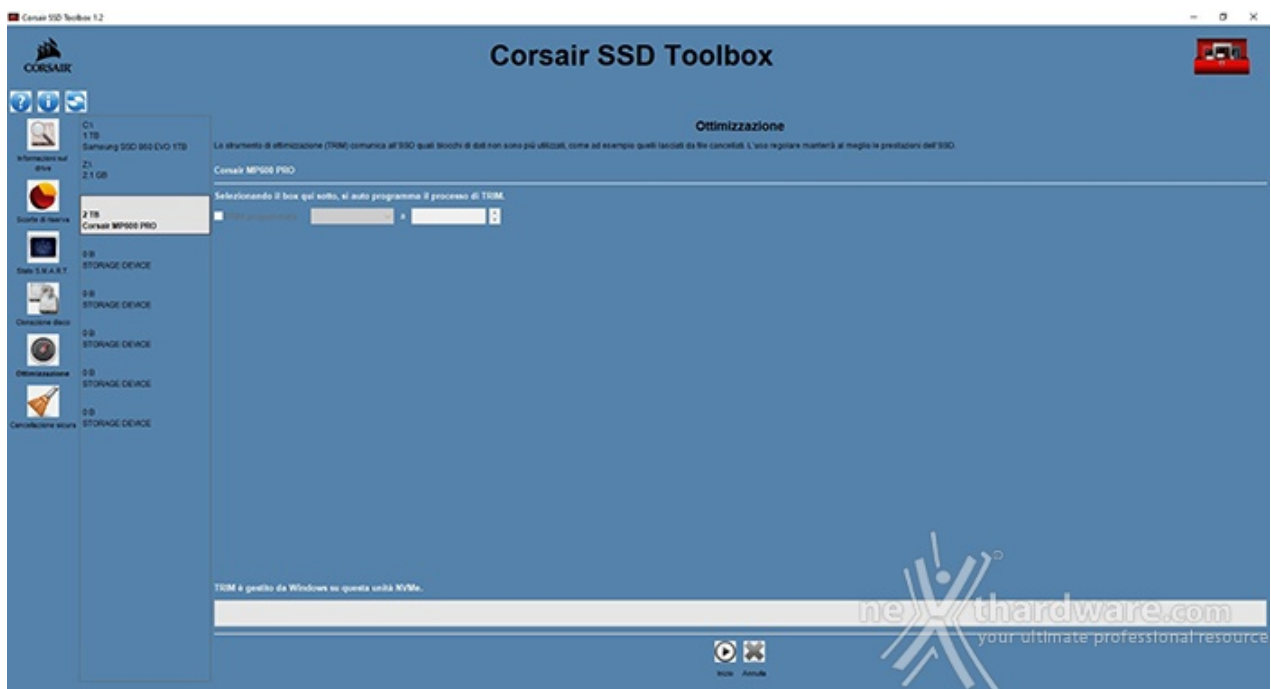 Corsair SSD Toolbox 1.2
CORSAIR
Corsair SSD Toolbox
Informazioni sul
drive
Scorte di riserva
Stato S.M.A.R.T.
Clonazione disco
Ottimizzazione
Cancellazione sicura
C:\
1 TB
Samsung SSD 860 EVO 1TB
Z:\
2.1 GB
2 TB
Corsair MP600 PRO
0 B
STORAGE DEVICE
0 B
STORAGE DEVICE
0 B
STORAGE DEVICE
0 B
STORAGE DEVICE
0 B
STORAGE DEVICE
Ottimizzazione
Lo strumento di ottimizzazione (TRIM) comunica all'SSD quali blocchi di dati non sono più utilizzati, come ad esempio quelli lasciati da file cancellati. L'uso regolare manterrà al meglio le prestazioni dell'SSD.
Corsair MP600 PRO
Selezionando il box qui sotto, si auto programma il processo di TRIM.
TRIM programmato a
TRIM è gestito da Windows su questa unità NVMe.
Inizio Annulla
nexthardware.com
your ultimate professional resource